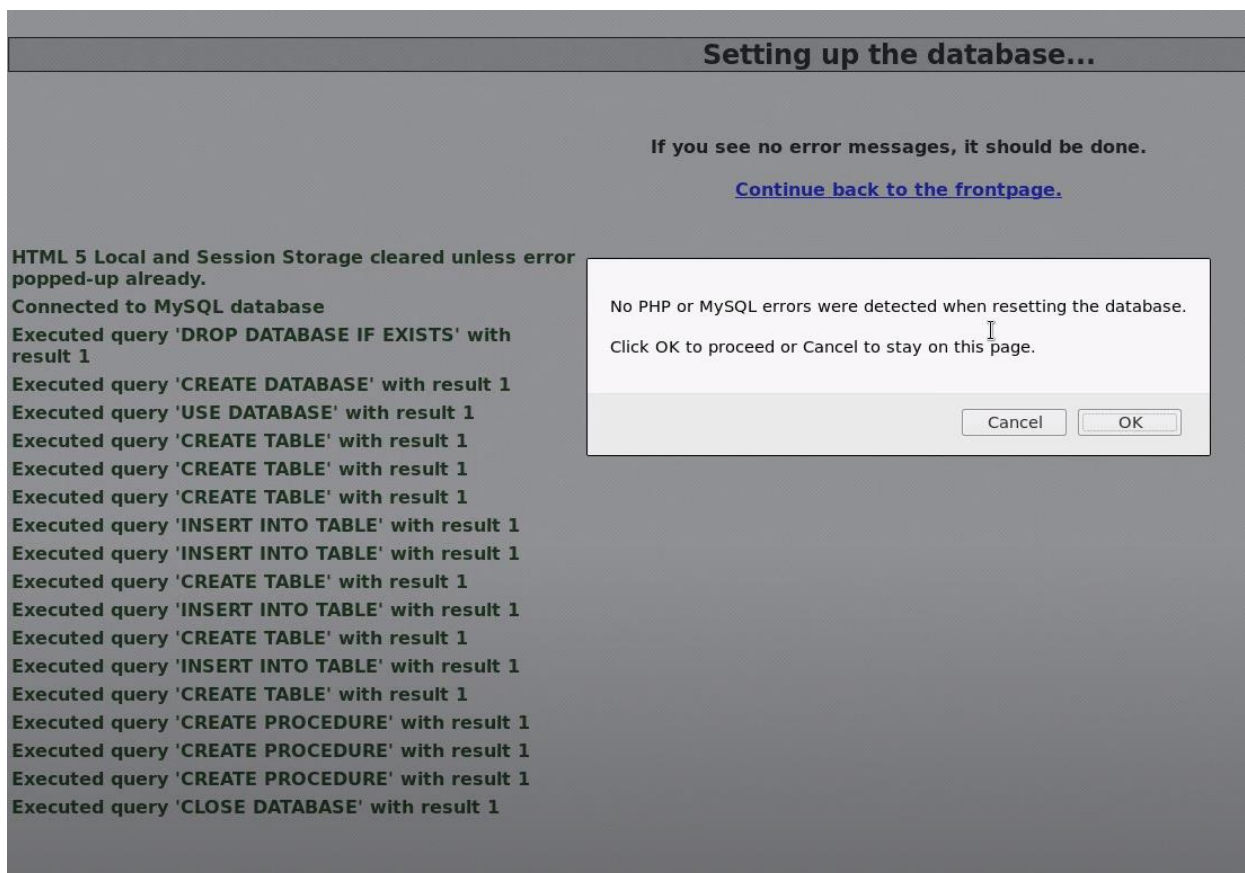 Setting up the database...
If you see no error messages, it should be done.
Continue back to the frontpage.
HTML 5 Local and Session Storage cleared unless error
popped-up already.
Connected to MySQL database
Executed query 'DROP DATABASE IF EXISTS' with
result 1
Executed query 'CREATE DATABASE' with result 1
Executed query 'USE DATABASE' with result 1
Executed query 'CREATE TABLE' with result 1
Executed query 'CREATE TABLE' with result 1
Executed query 'CREATE TABLE' with result 1
Executed query 'INSERT INTO TABLE' with result 1
Executed query 'INSERT INTO TABLE' with result 1
Executed query 'CREATE TABLE' with result 1
Executed query 'INSERT INTO TABLE' with result 1
Executed query 'CREATE TABLE' with result 1
Executed query 'INSERT INTO TABLE' with result 1
Executed query 'CREATE TABLE' with result 1
Executed query 'CREATE PROCEDURE' with result 1
Executed query 'CREATE PROCEDURE' with result 1
Executed query 'CREATE PROCEDURE' with result 1
Executed query 'CLOSE DATABASE' with result 1
No PHP or MySQL errors were detected when resetting the database.
Click OK to proceed or Cancel to stay on this page.
Cancel
OK